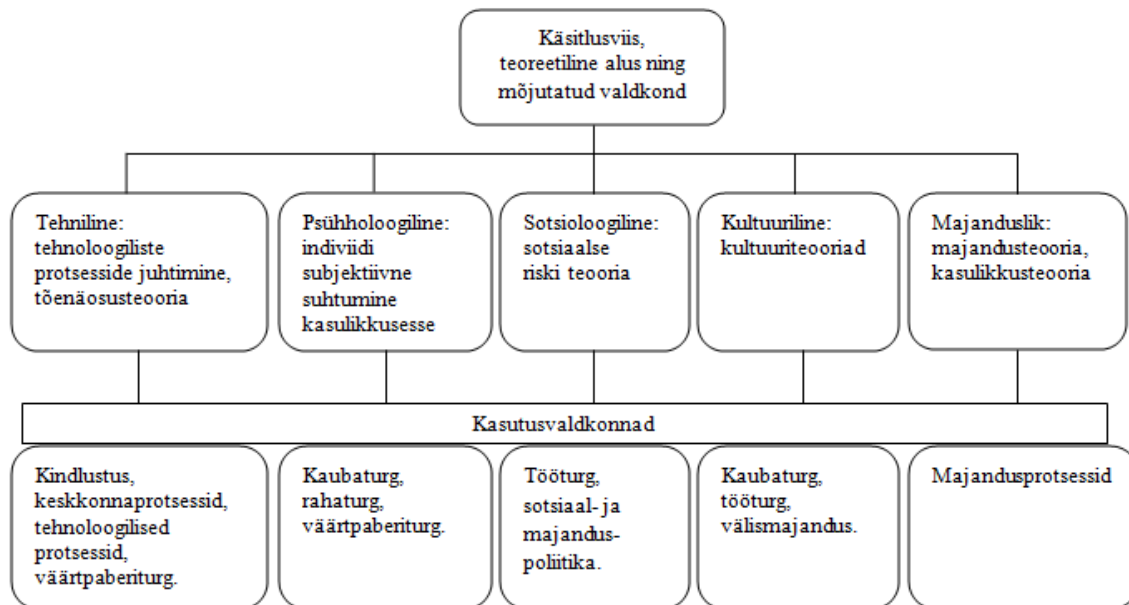 Käsitlusviis,
teoreetiline alus ning
mõjutatud valdkond
Tehniline:
tehnoloogiliste
protsesside juhtimine,
tõenäosusteooria
Psühholoogiline:
indiviidi
subjektiivne
suhtumine
kasulikkusesse
Sotsioloogiline:
sotsiaalse
riski teooria
Kultuuriline:
kultuuriteooriad
Majanduslik:
majandusteooria,
kasulikkusteooria
Kasutusvaldkonnad
Kindlustus,
keskkonnaprotsessid,
tehnoloogilised
protsessid,
väärtpaberiturg.
Kaubaturg,
rahaturg,
väärtpaberiturg.
Tööturg,
sotsiaal- ja
majandus-
poliitika.
Kaubaturg,
tööturg,
välismajandus.
Majandusprotsessid